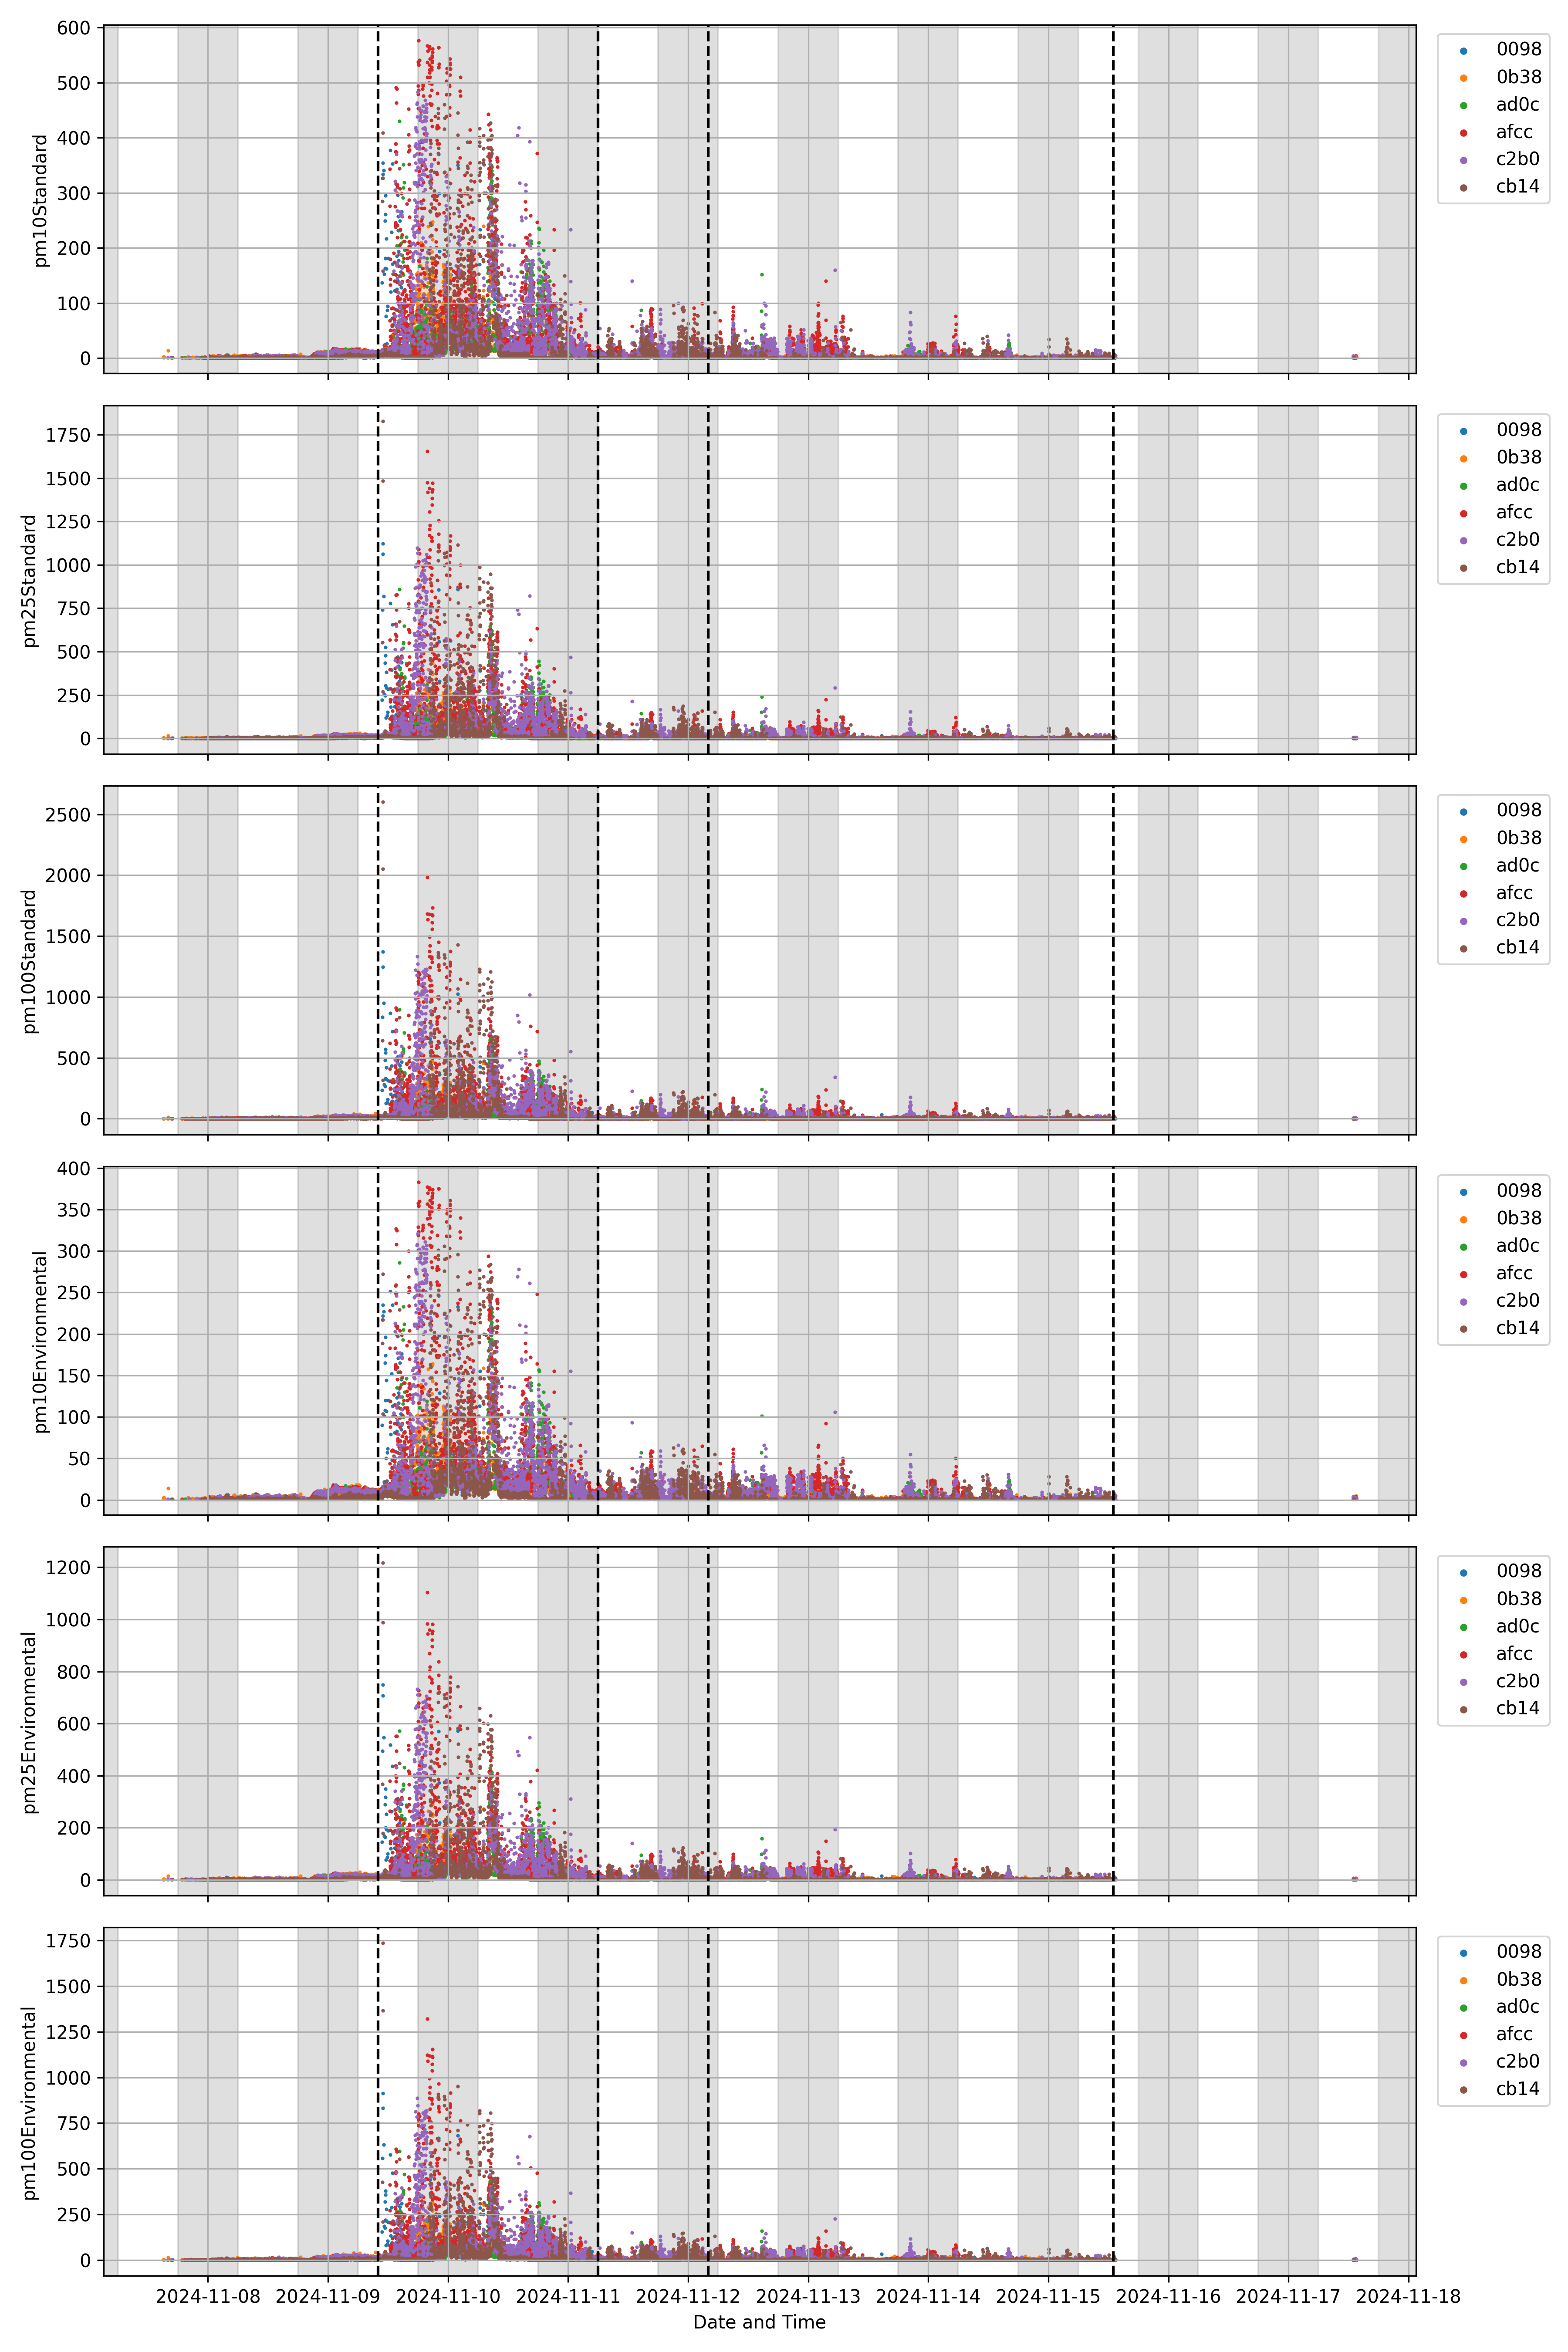 600
500
400
300
200
100
0
pm10Standard
0098
0b38
ad0c
afcc
c2b0
cb14
1750
1500
1250
1000
750
500
250
0
pm25Standard
0098
0b38
ad0c
afcc
c2b0
cb14
2500
2000
1500
1000
500
0
pm100Standard
0098
0b38
ad0c
afcc
c2b0
cb14
400
350
300
250
200
150
100
50
0
pm10Environmental
0098
0b38
ad0c
afcc
c2b0
cb14
1200
1000
800
600
400
200
0
pm25Environmental
0098
0b38
ad0c
afcc
c2b0
cb14
1750
1500
1250
1000
750
500
250
0
pm100Environmental
0098
0b38
ad0c
afcc
c2b0
cb14
2024-11-08 2024-11-09 2024-11-10 2024-11-11 2024-11-12 2024-11-13 2024-11-14 2024-11-15 2024-11-16 2024-11-17 2024-11-18
Date and Time